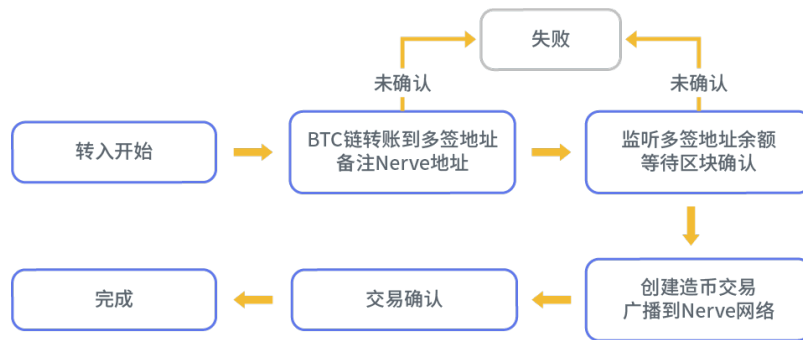 失败
未确认
未确认
转入开始
BTC链转账到多签地址
备注Nerve地址
监听多签地址余额
等待区块确认
完成
交易确认
创建造币交易
广播到Nerve网络